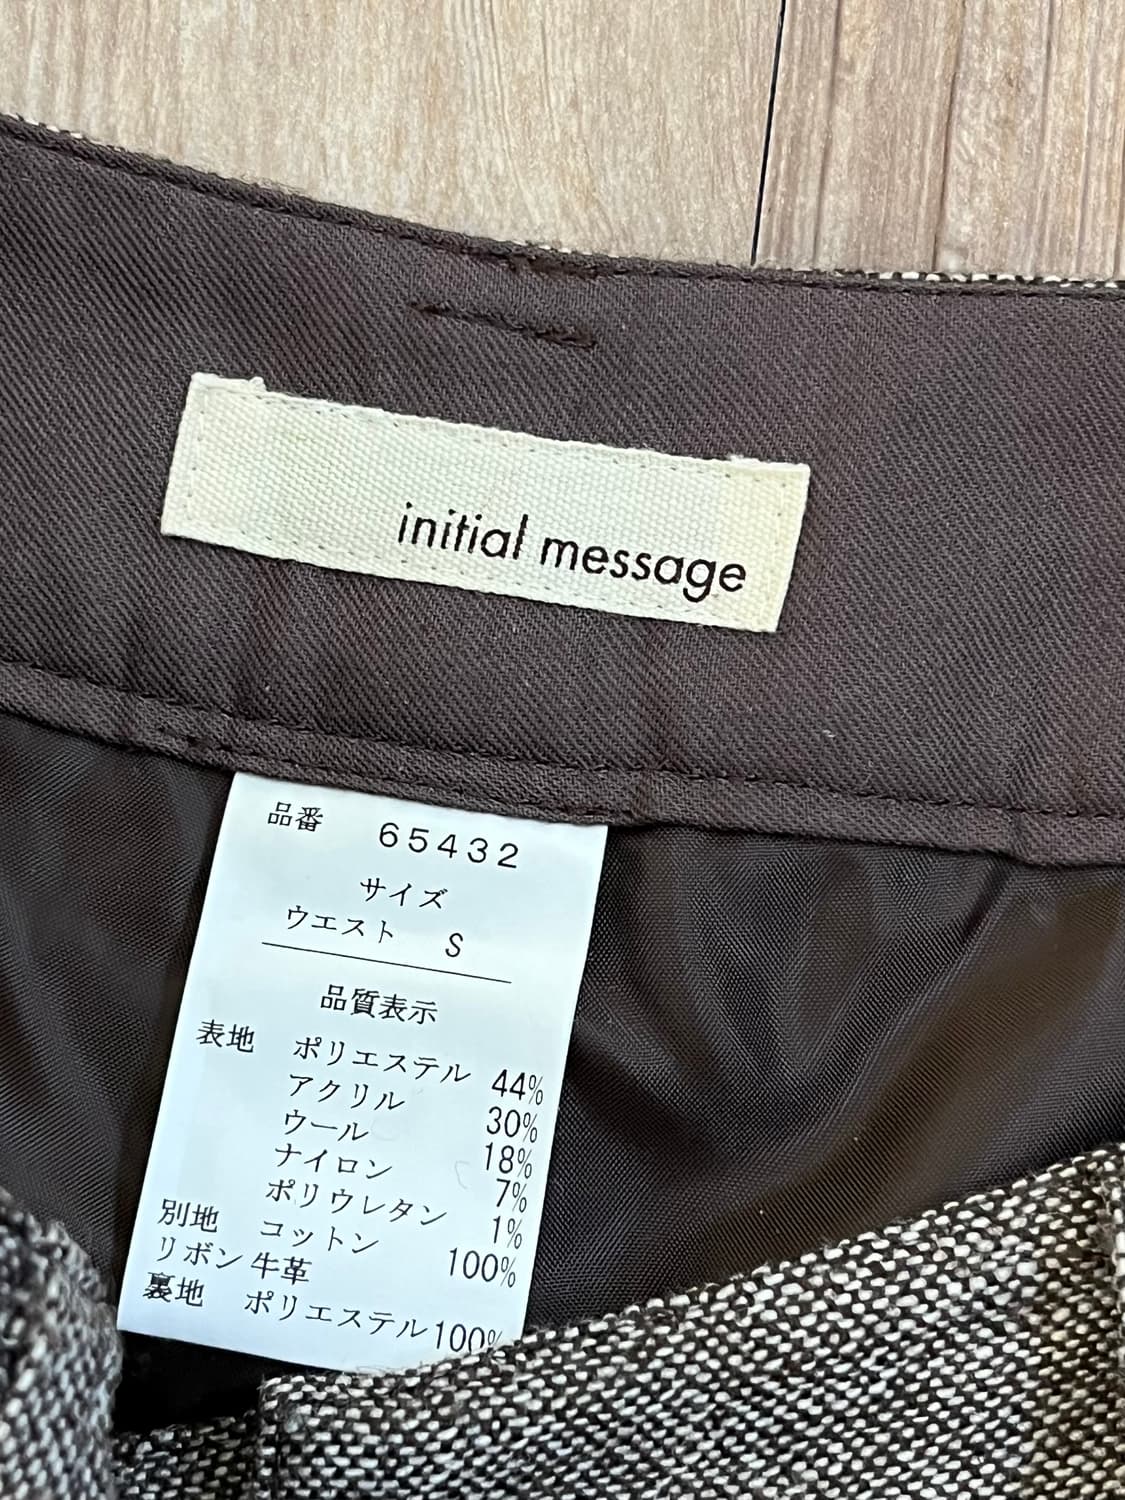 initial message
品番 65432
サイズ
ウエスト S
品質表示
表地 ポリエステル 44%
アクリル 30%
ウール 18%
ナイロン 7%
ポリウレタン 1%
別地 コットン 100%
リボン 牛革
裏地 ポリエステル 100%